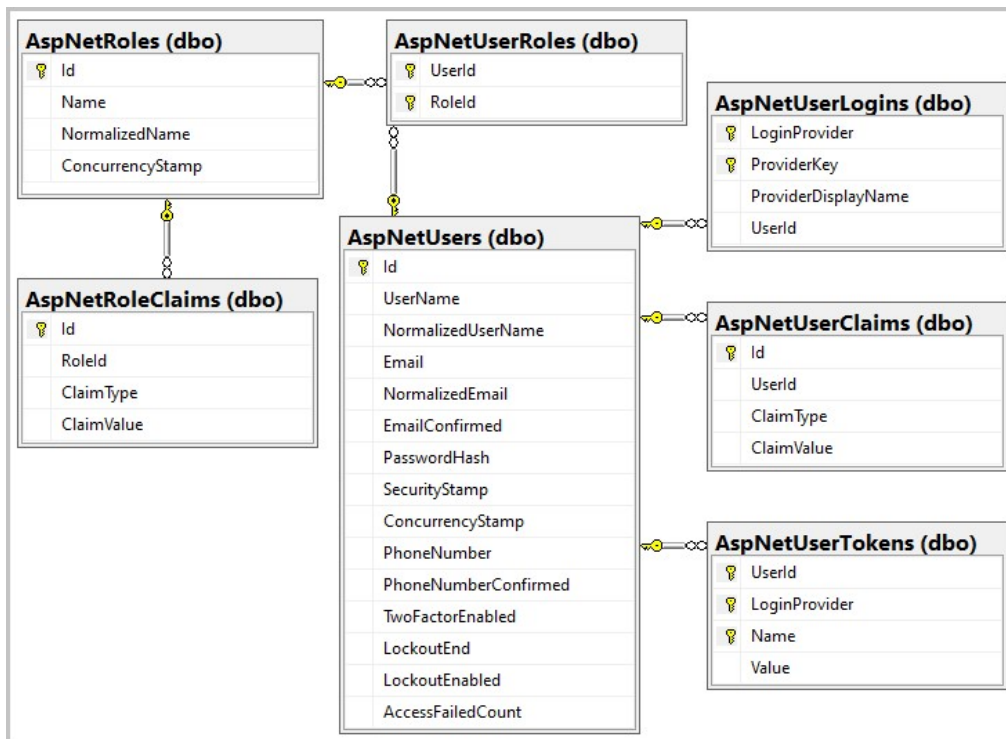 AspNetRoles (dbo)
Id
Name
NormalizedName
ConcurrencyStamp
AspNetUserRoles (dbo)
UserId
RoleId
AspNetUserLogins (dbo)
LoginProvider
ProviderKey
ProviderDisplayName
UserId
AspNetUsers (dbo)
Id
UserName
NormalizedUserName
Email
NormalizedEmail
EmailConfirmed
PasswordHash
SecurityStamp
ConcurrencyStamp
PhoneNumber
PhoneNumberConfirmed
TwoFactorEnabled
LockoutEnd
LockoutEnabled
AccessFailedCount
AspNetRoleClaims (dbo)
Id
RoleId
ClaimType
ClaimValue
AspNetUserClaims (dbo)
Id
UserId
ClaimType
ClaimValue
AspNetUserTokens (dbo)
UserId
LoginProvider
Name
Value